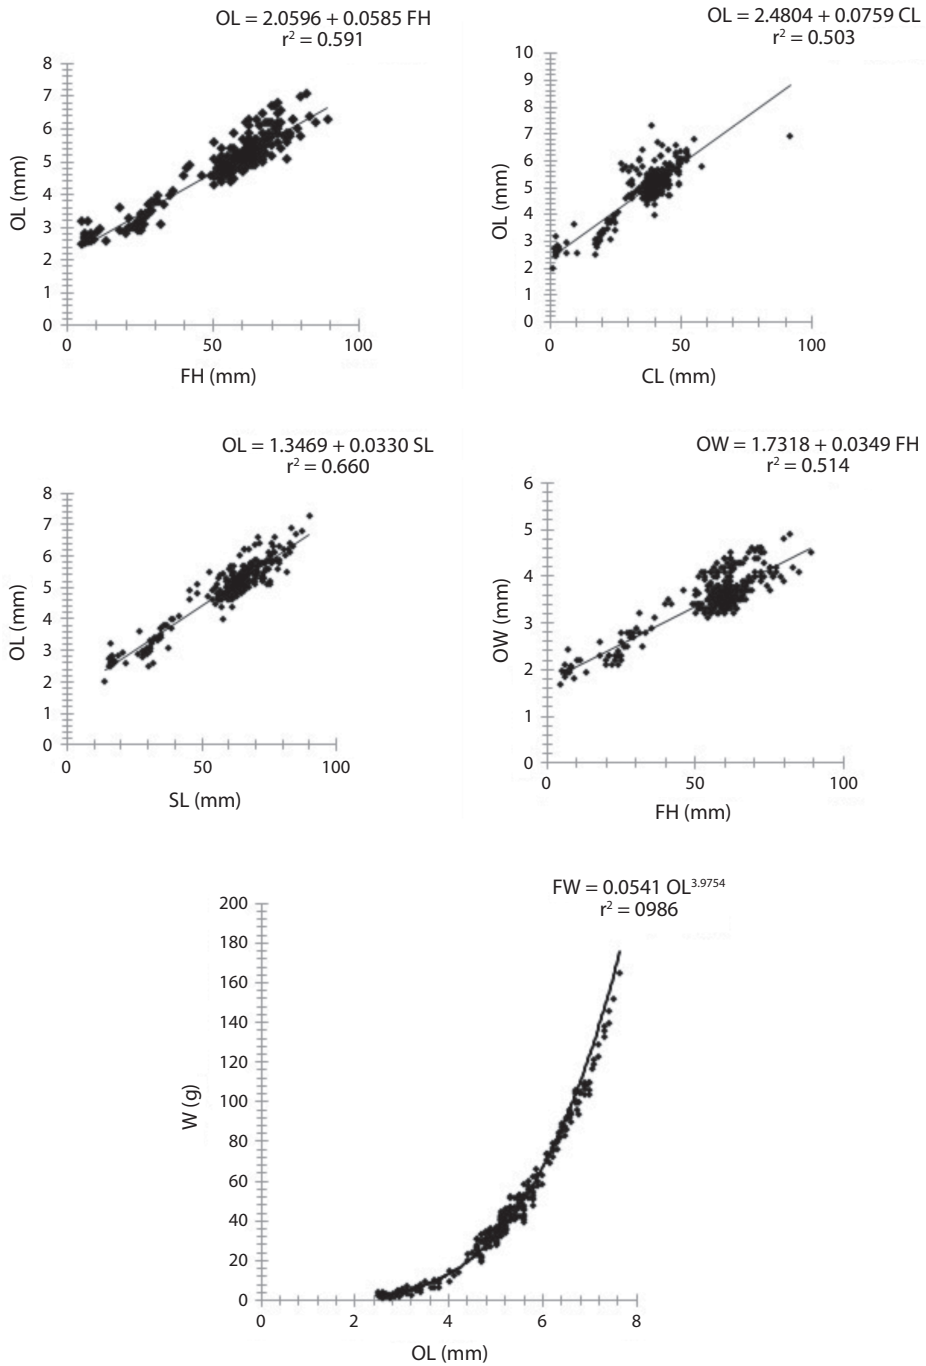 OL = 2.0596 + 0.0585 FH
r² = 0.591
8
7
6
5
4
3
2
1
0
OL (mm)
0 50 100
FH (mm)
OL = 2.4804 + 0.0759 CL
r² = 0.503
10
9
8
7
6
5
4
3
2
1
0
OL (mm)
0 50 100
CL (mm)
OL = 1.3469 + 0.0330 SL
r² = 0.660
8
7
6
5
4
3
2
1
0
OL (mm)
0 50 100
SL (mm)
OW = 1.7318 + 0.0349 FH
r² = 0.514
6
5
4
3
2
1
0
OW (mm)
0 50 100
FH (mm)
FW = 0.0541 OL³·⁹⁷⁵⁴
r² = 0986
200
180
160
140
120
100
80
60
40
20
0
W (g)
0 2 4 6 8
OL (mm)